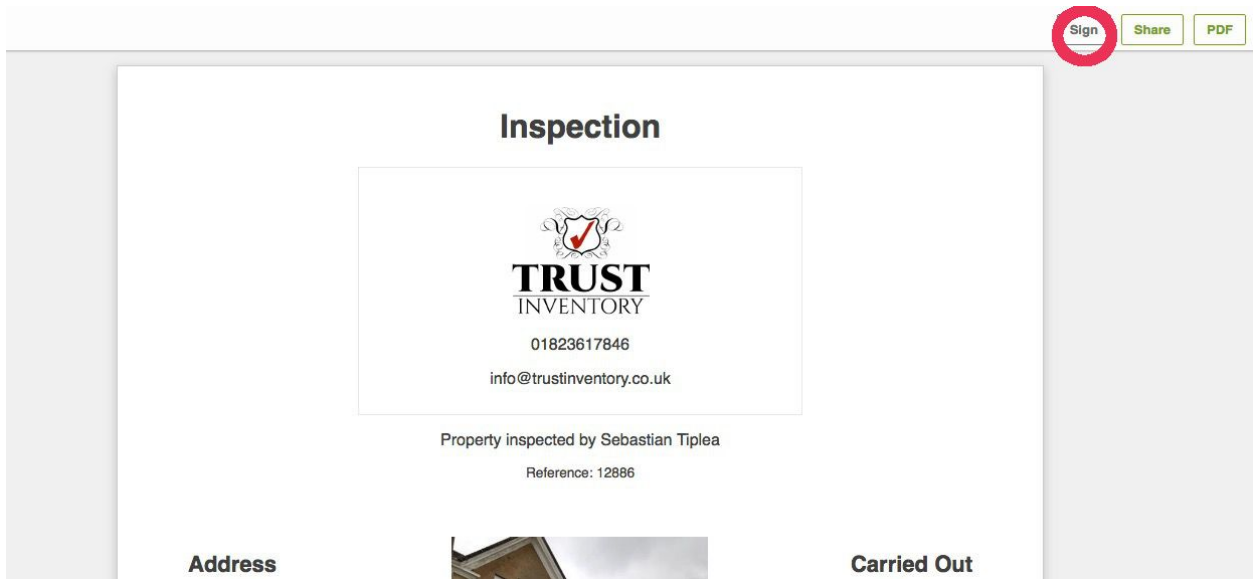 Sign Share PDF
Inspection
TRUST
INVENTORY
01823617846
info@trustinventory.co.uk
Property inspected by Sebastian Tiplea
Reference: 12886
Address Carried Out